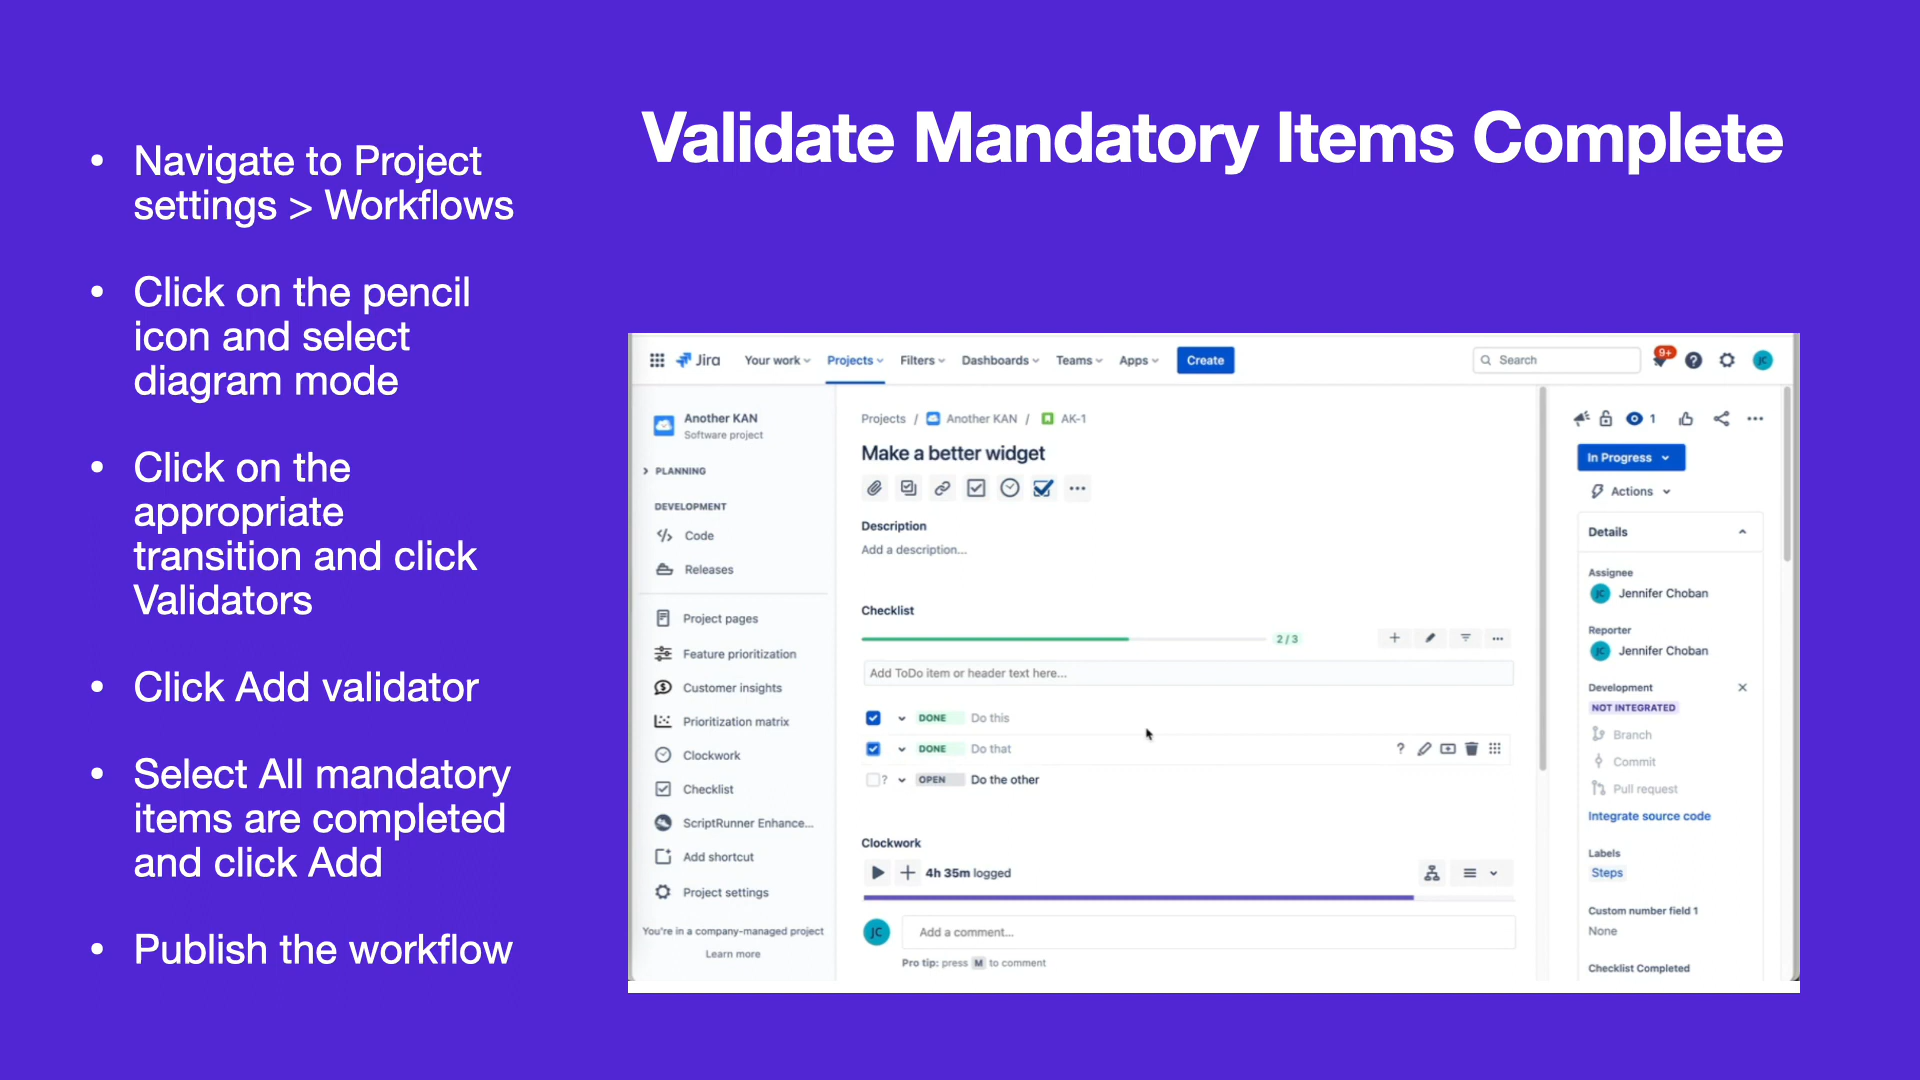 Validate Mandatory Items Complete
• Navigate to Project
settings > Workflows
• Click on the pencil
icon and select
diagram mode
• Click on the
appropriate
transition and click
Validators
• Click Add validator
• Select All mandatory
items are completed
and click Add
• Publish the workflow
Jira Your work Projects Filters Dashboards Teams Apps Create Search 9+ ? JC
Another KAN
Software project
PLANNING
DEVELOPMENT
Code
Releases
Project pages
Feature prioritization
Customer insights
Prioritization matrix
Clockwork
Checklist
ScriptRunner Enhance...
Add shortcut
Project settings
You're in a company-managed project
Learn more
Projects / Another KAN / AK-1
Make a better widget
Description
Add a description...
Checklist
2 / 3
Add ToDo item or header text here...
DONE Do this
DONE Do that ?
? OPEN Do the other
Clockwork
4h 35m logged
JC Add a comment...
Pro tip: press M to comment
1
In Progress
Actions
Details
Assignee
JC Jennifer Choban
Reporter
JC Jennifer Choban
Development
NOT INTEGRATED
Branch
Commit
Pull request
Integrate source code
Labels
Steps
Custom number field 1
None
Checklist Completed